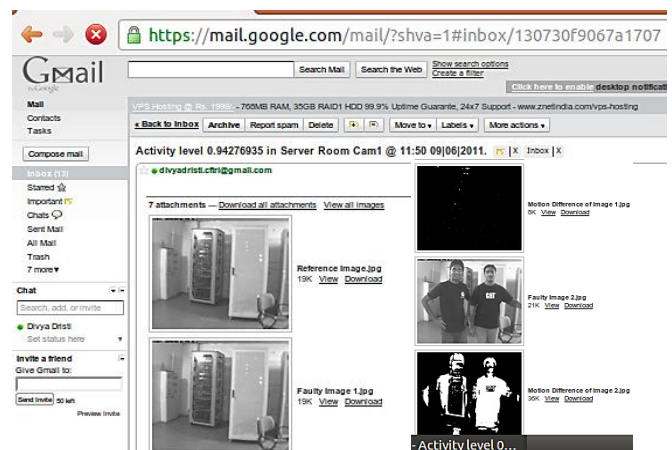 https://mail.google.com/mail/?shva=1#inbox/130730f9067a1707
Gmail
by Google
Search Mail
Search the Web
Show search options
Create a filter
Click here to enable desktop notificati
Mail
Contacts
Tasks
Compose mail
Inbox (13)
Starred
Important
Chats
Sent Mail
All Mail
Trash
7 more▾
Chat
Search, add, or invite
Divya Dristi
Set status here
Invite a friend
Give Gmail to:
Send Invite 50 left
Preview Invite
VPS Hosting @ Rs. 1999/- - 766MB RAM, 35GB RAID1 HDD 99.9% Uptime Guarante, 24x7 Support - www.znetindia.com/vps-hosting
« Back to Inbox Archive Report spam Delete Move to ▾ Labels ▾ More actions ▾
Activity level 0.94276935 in Server Room Cam1 @ 11:50 09|06|2011. | X Inbox | X
divyadristi.cftri@gmail.com
7 attachments — Download all attachments View all images
Reference Image.jpg
19K View Download
Faulty Image 1.jpg
19K View Download
Motion Difference of Image 1.jpg
8K View Download
Faulty Image 2.jpg
21K View Download
CAT
Motion Difference of Image 2.jpg
36K View Download
- Activity level 0...